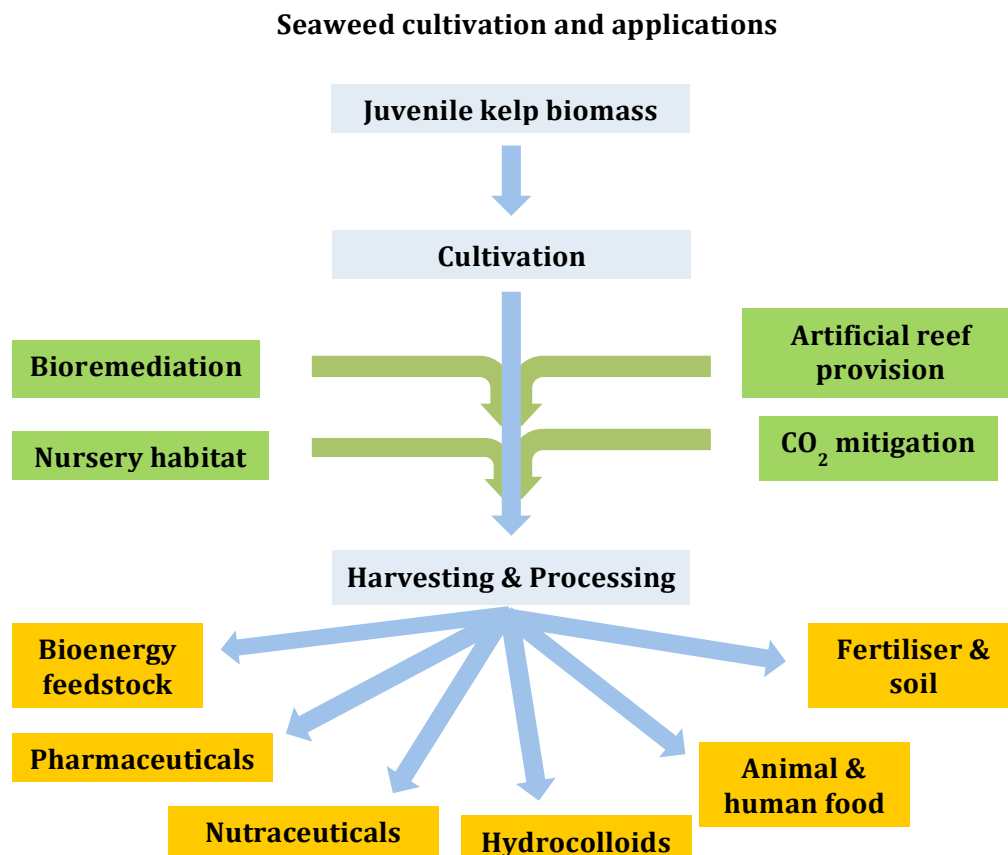 Seaweed cultivation and applications
Juvenile kelp biomass
Cultivation
Bioremediation
Artificial reef
provision
Nursery habitat
CO₂ mitigation
Harvesting & Processing
Bioenergy
feedstock
Fertiliser &
soil
Pharmaceuticals
Animal &
human food
Nutraceuticals
Hydrocolloids